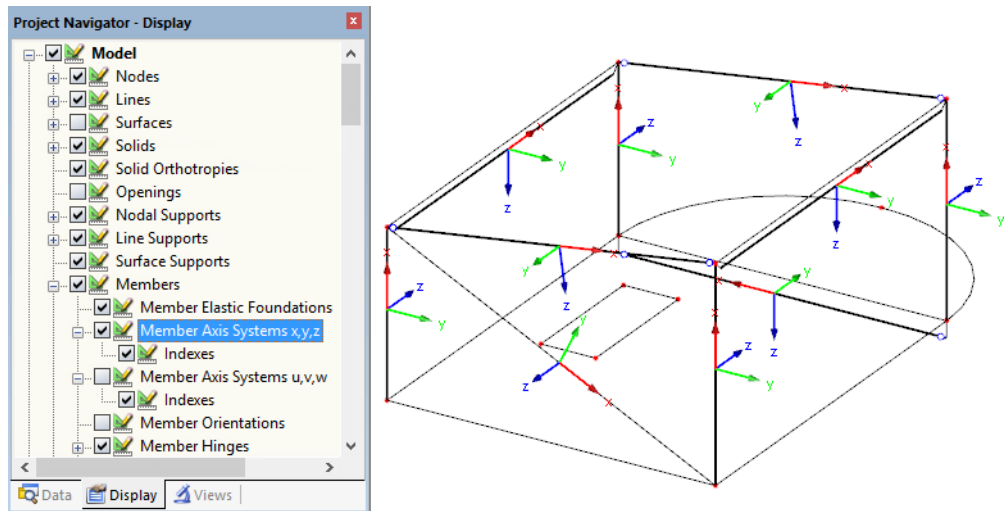 Project Navigator - Display
x
Model
Nodes
Lines
Surfaces
Solids
Solid Orthotropies
Openings
Nodal Supports
Line Supports
Surface Supports
Members
Member Elastic Foundations
Member Axis Systems x,y,z
Indexes
Member Axis Systems u,v,w
Indexes
Member Orientations
Member Hinges
Data Display Views
x y z
x y z
x y z
x y z
x y z
x y z
x y z
x y z
x y z
x y z